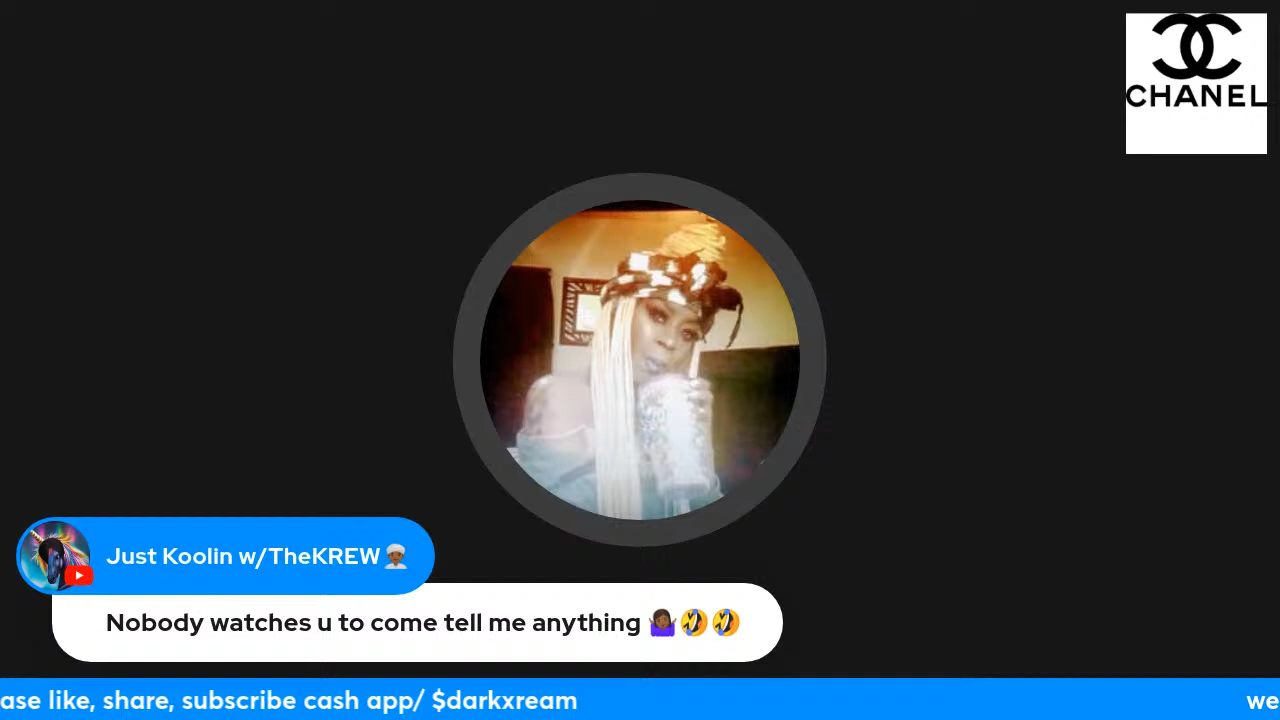 CHANEL
Just Koolin w/TheKREW👳🏾
Nobody watches u to come tell me anything 🤷🏾‍♀️🤣🤣
ase like, share, subscribe cash app/ $darkxream
we